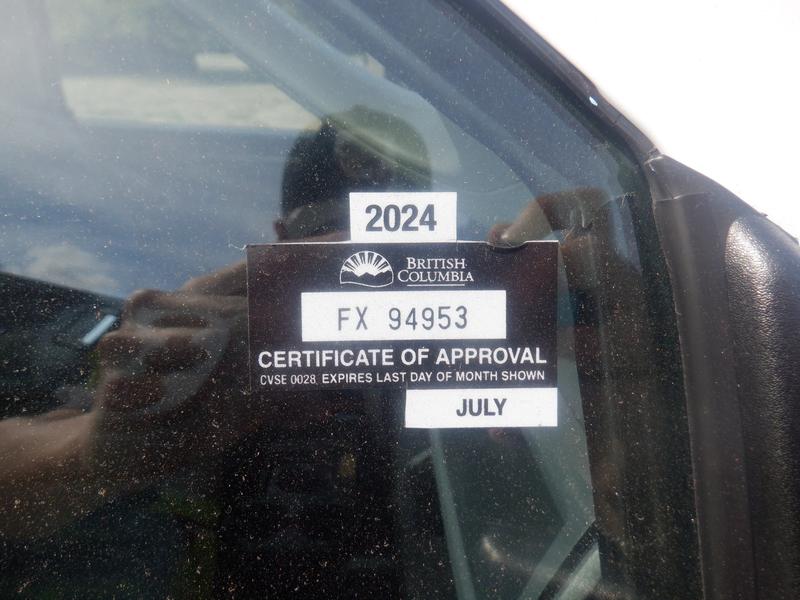 2024
BRITISH
COLUMBIA
FX 94953
CERTIFICATE OF APPROVAL
CVSE 0028 EXPIRES LAST DAY OF MONTH SHOWN
JULY